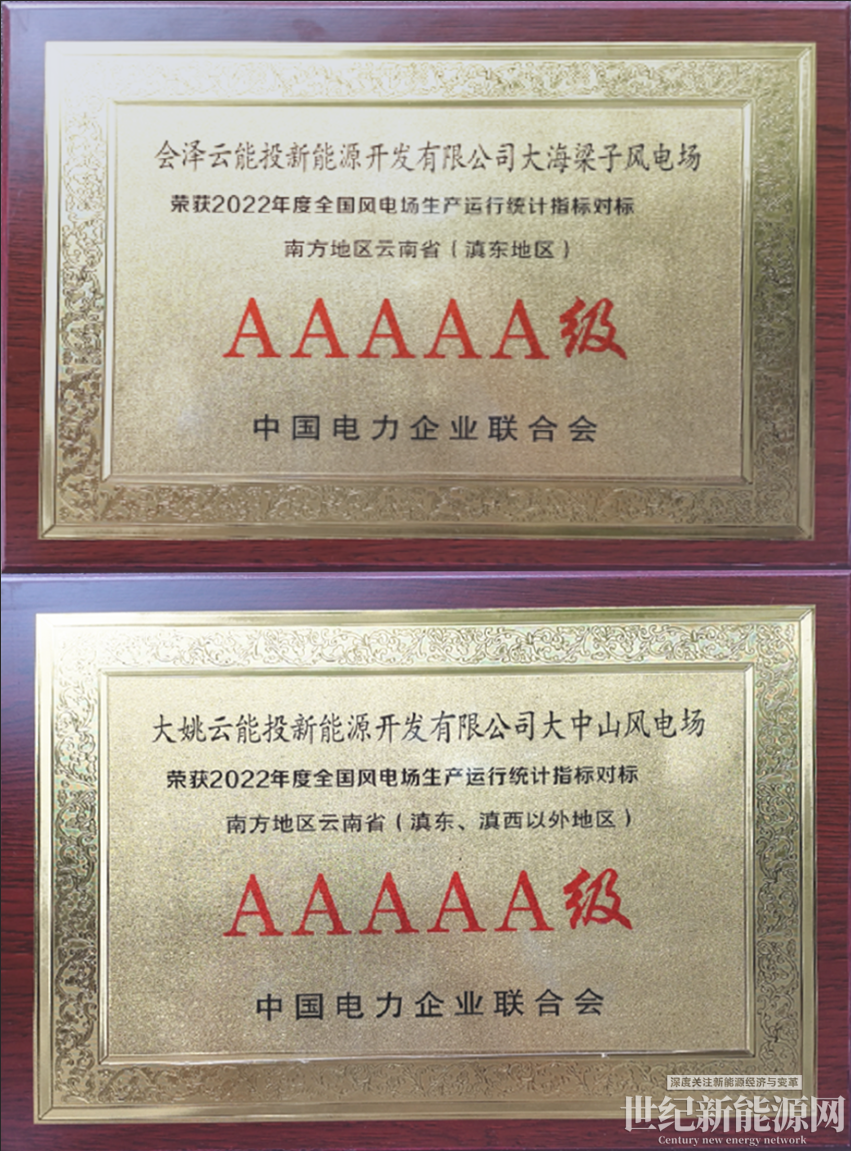 会泽云能投新能源开发有限公司大海梁子风电场
荣获2022年度全国风电场生产运行统计指标对标
南方地区云南省（滇东地区）
AAAAA级
中国电力企业联合会
大姚云能投新能源开发有限公司大中山风电场
荣获2022年度全国风电场生产运行统计指标对标
南方地区云南省（滇东、滇西以外地区）
AAAAA级
中国电力企业联合会
深度关注新能源经济与变革
世纪新能源网
Century new energy network